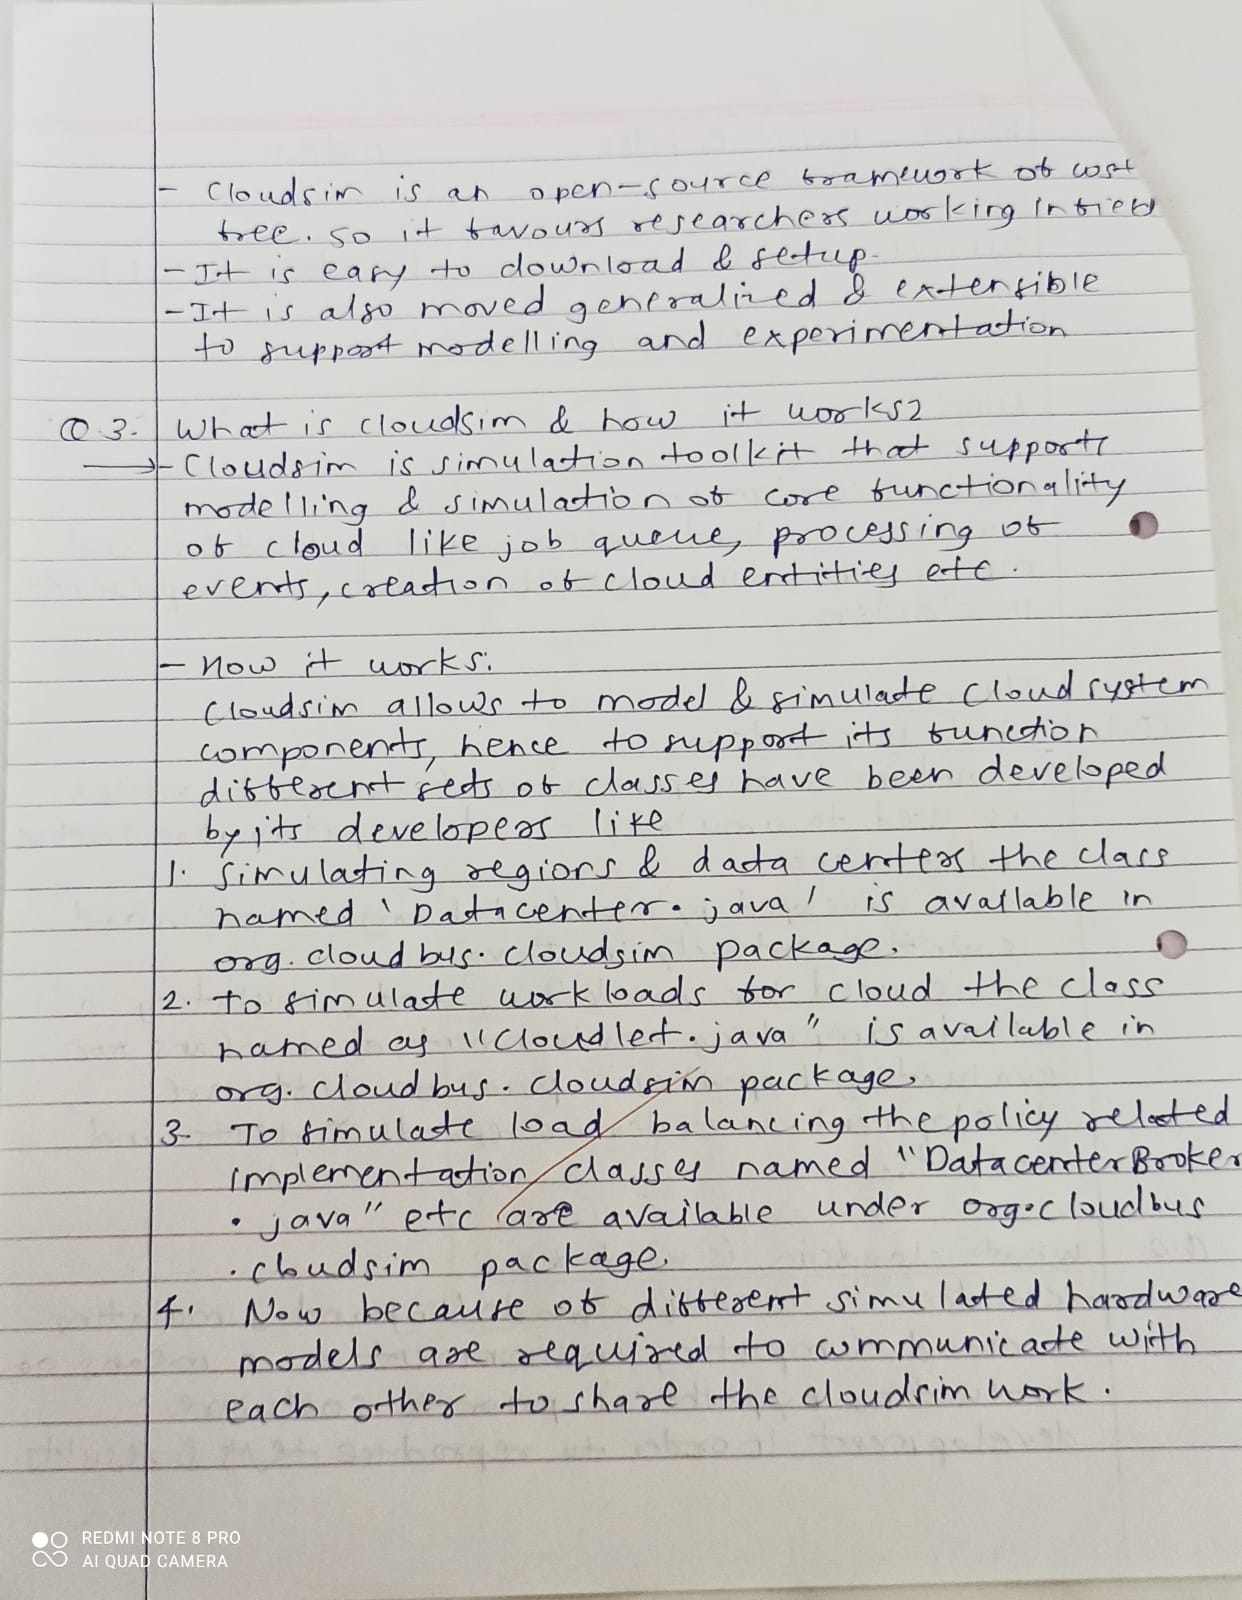 - Cloudsim is an open-source framework of cost
free. so it favours researchers working in field
- It is easy to download & setup.
- It is also moved generalized & extensible
to support modelling and experimentation
Q.3. What is cloudsim & how it works?
→ - Cloudsim is simulation toolkit that supports
modelling & simulation of core functionality
of cloud like job queue, processing of
events, creation of cloud entities etc.
- How it works:
Cloudsim allows to model & simulate cloud system
components, hence to support its function
different sets of classes have been developed
by its developers like
1. Simulating regions & data centers the class
named 'Datacenter.java' is available in
org.cloudbus.cloudsim package.
2. To simulate workloads for cloud the class
named as "Cloudlet.java" is available in
org.cloudbus.cloudsim package.
3. To simulate load balancing the policy related
implementation classes named "DatacenterBroker
.java" etc are available under org.cloudbus
.cloudsim package.
4. Now because of different simulated hardware
models are required to communicate with
each other to share the cloudsim work.
REDMI NOTE 8 PRO
AI QUAD CAMERA